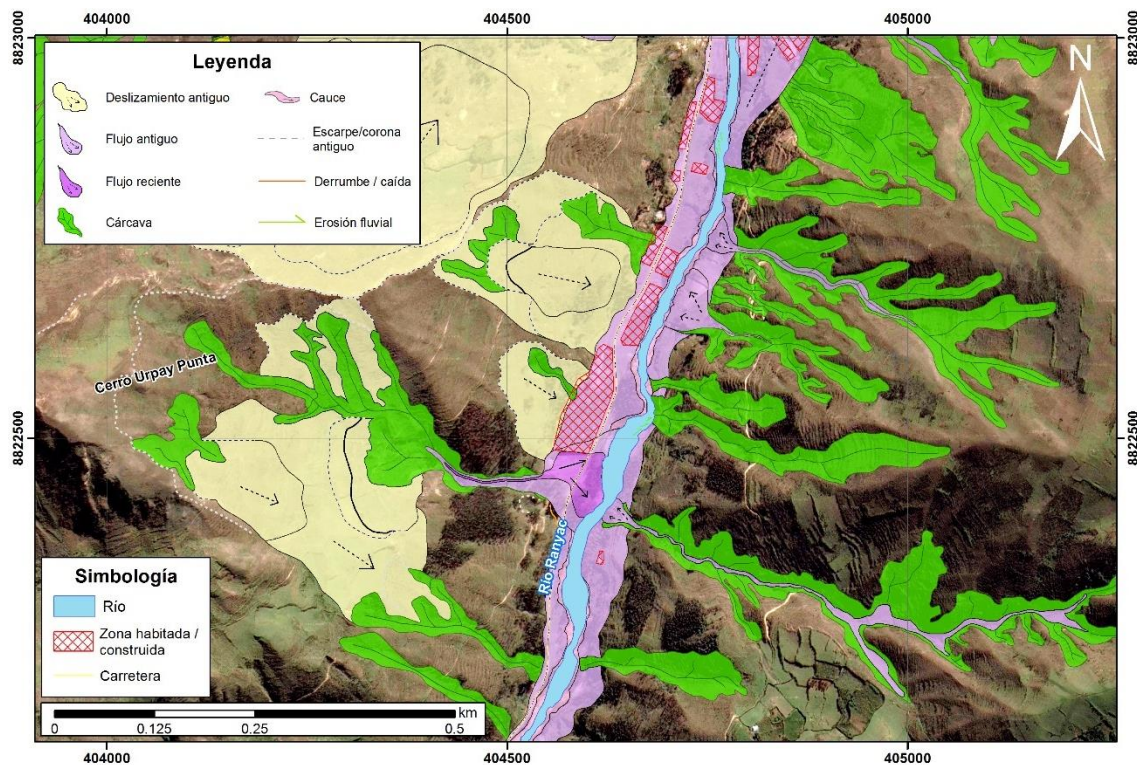 404000
404500
405000
8823000
8823000
Leyenda
Deslizamiento antiguo
Cauce
Flujo antiguo
Escarpe/corona
antiguo
Flujo reciente
Derrumbe / caída
Cárcava
Erosión fluvial
N
Cerro Urpay Punta
8822500
8822500
Río Ranyac
Simbología
Río
Zona habitada /
construida
Carretera
km
0
0.125
0.25
0.5
404000
404500
405000